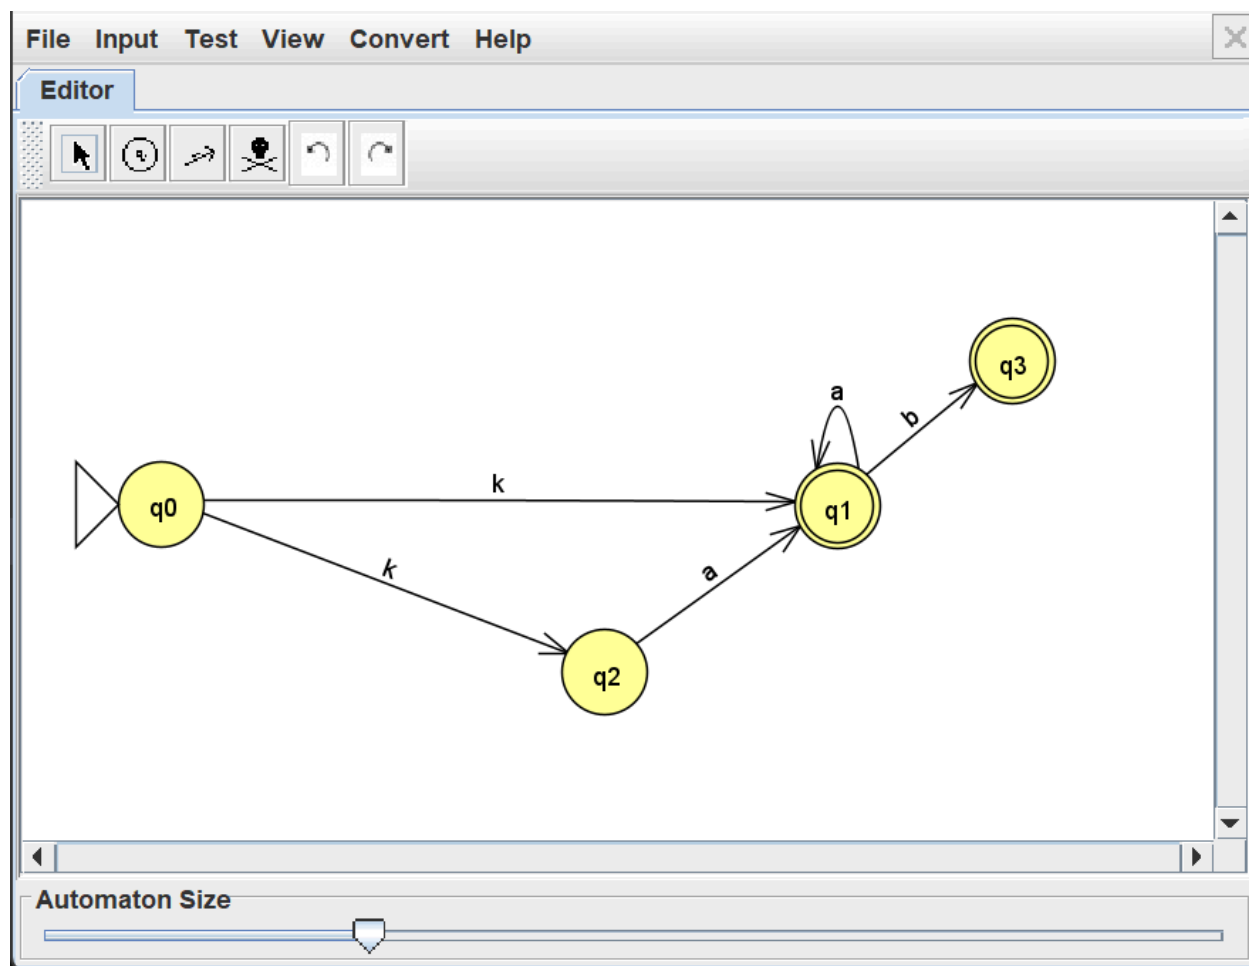 File Input Test View Convert Help
Editor
q
q3
a
b
k
q0
q1
k
a
q2
Automaton Size